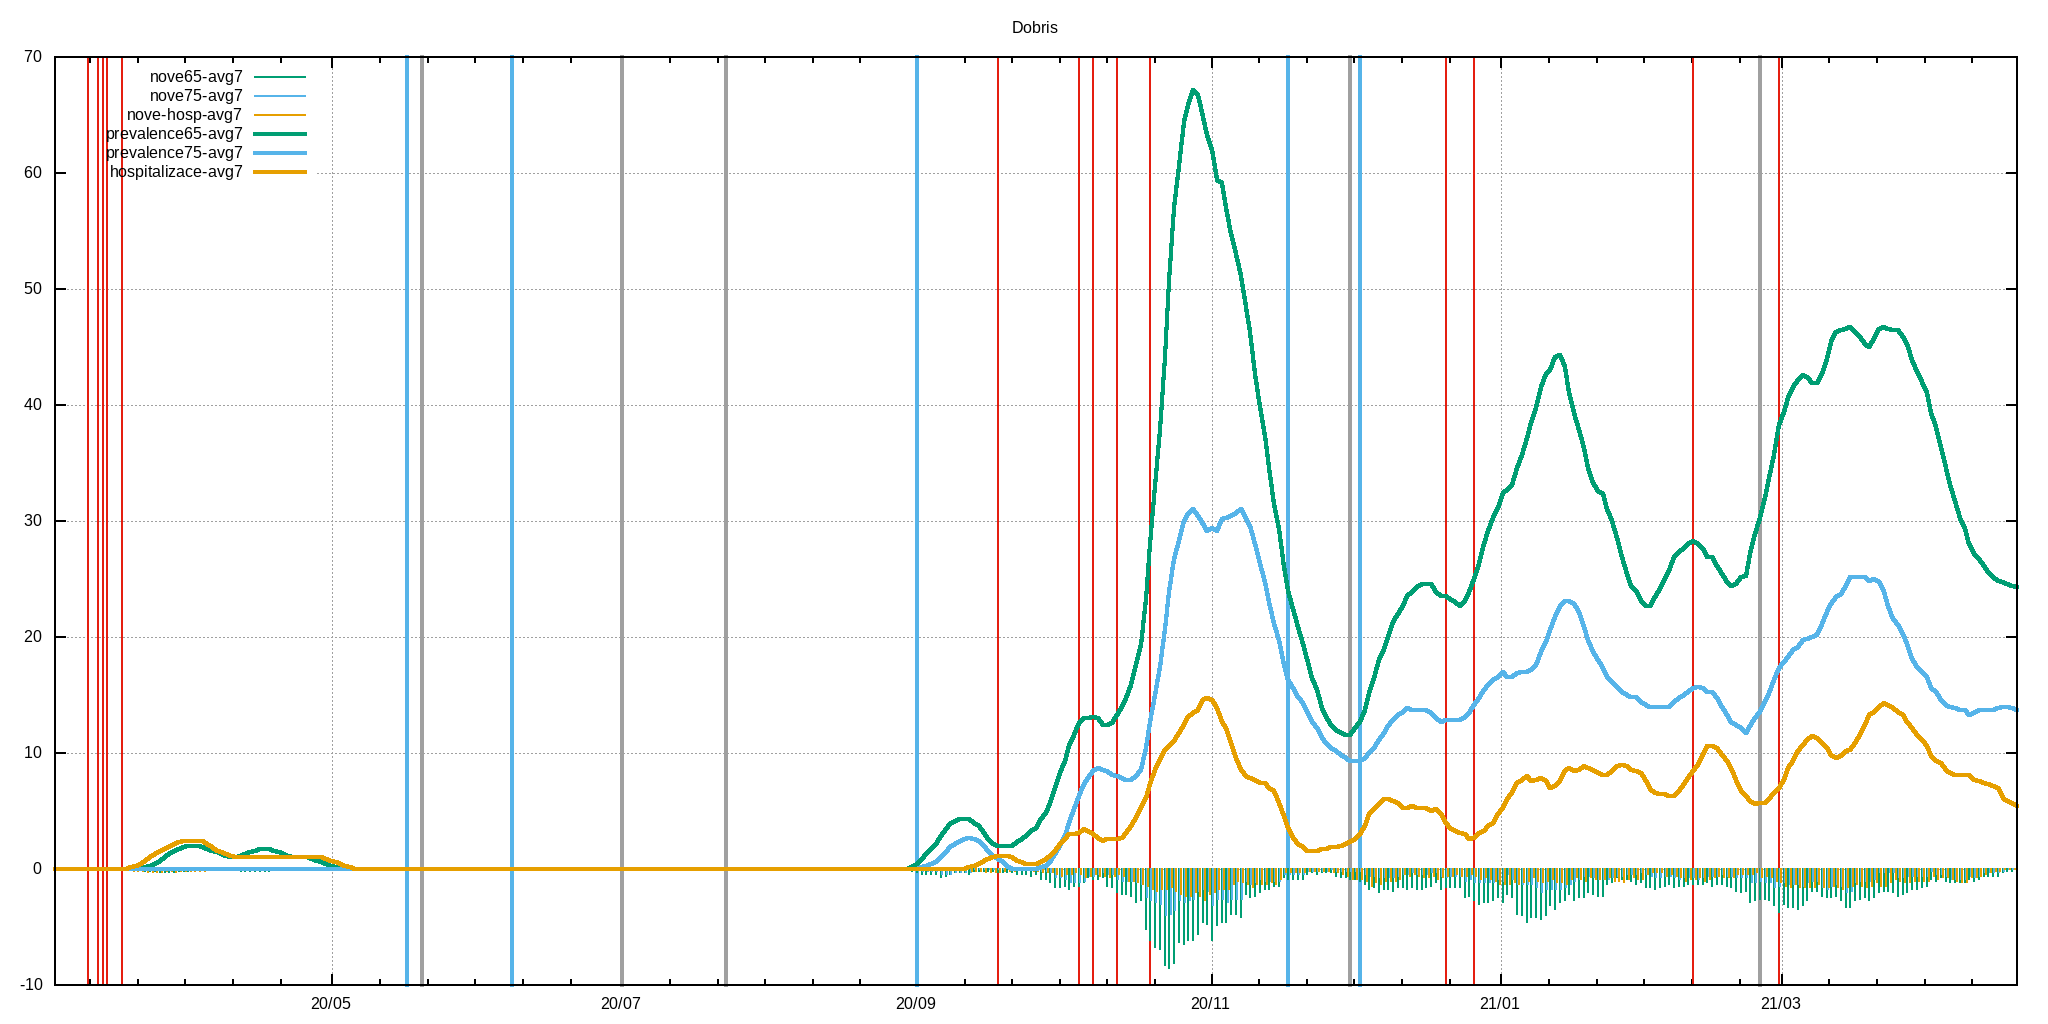 Dobris
70
60
50
40
30
20
10
0
-10
nove65-avg7
nove75-avg7
nove-hosp-avg7
prevalence65-avg7
prevalence75-avg7
hospitalizace-avg7
20/05
20/07
20/09
20/11
21/01
21/03